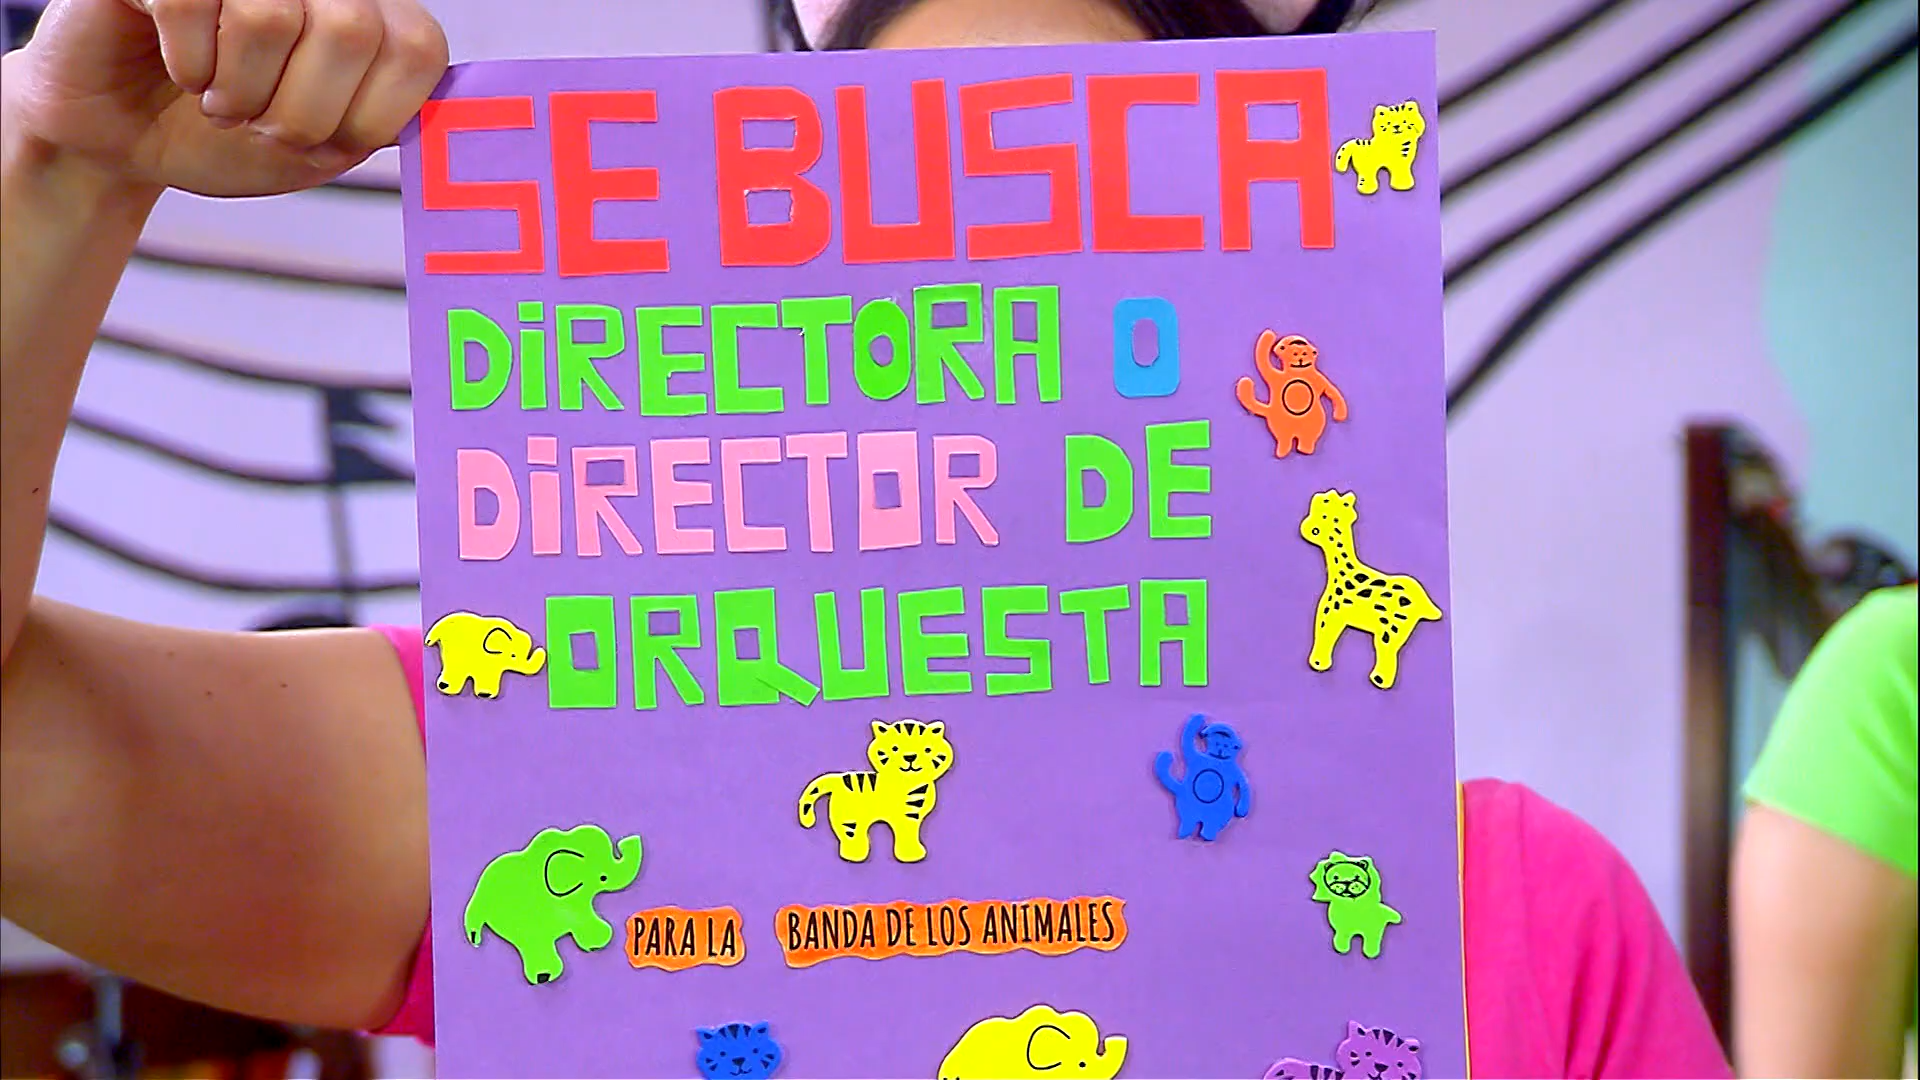 SE BUSCA
DiRECTORA O
DiRECTOR DE
ORQUESTA
PARA LA BANDA DE LOS ANIMALES